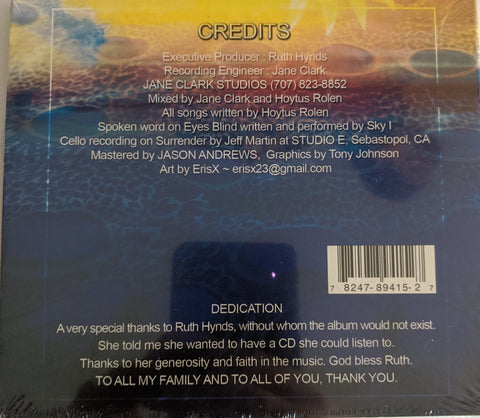 CREDITS
Executive Producer : Ruth Hynds
Recording Engineer : Jane Clark
JANE CLARK STUDIOS (707) 823-8852
Mixed by Jane Clark and Hoytus Rolen
All songs written by Hoytus Rolen
Spoken word on Eyes Blind written and performed by Sky I
Cello recording on Surrender by Jeff Martin at STUDIO E, Sebastopol, CA
Mastered by JASON ANDREWS, Graphics by Tony Johnson
Art by ErisX ~ erisx23@gmail.com
7 8247-89415-2 7
DEDICATION
A very special thanks to Ruth Hynds, without whom the album would not exist.
She told me she wanted to have a CD she could listen to.
Thanks to her generosity and faith in the music. God bless Ruth.
TO ALL MY FAMILY AND TO ALL OF YOU, THANK YOU.